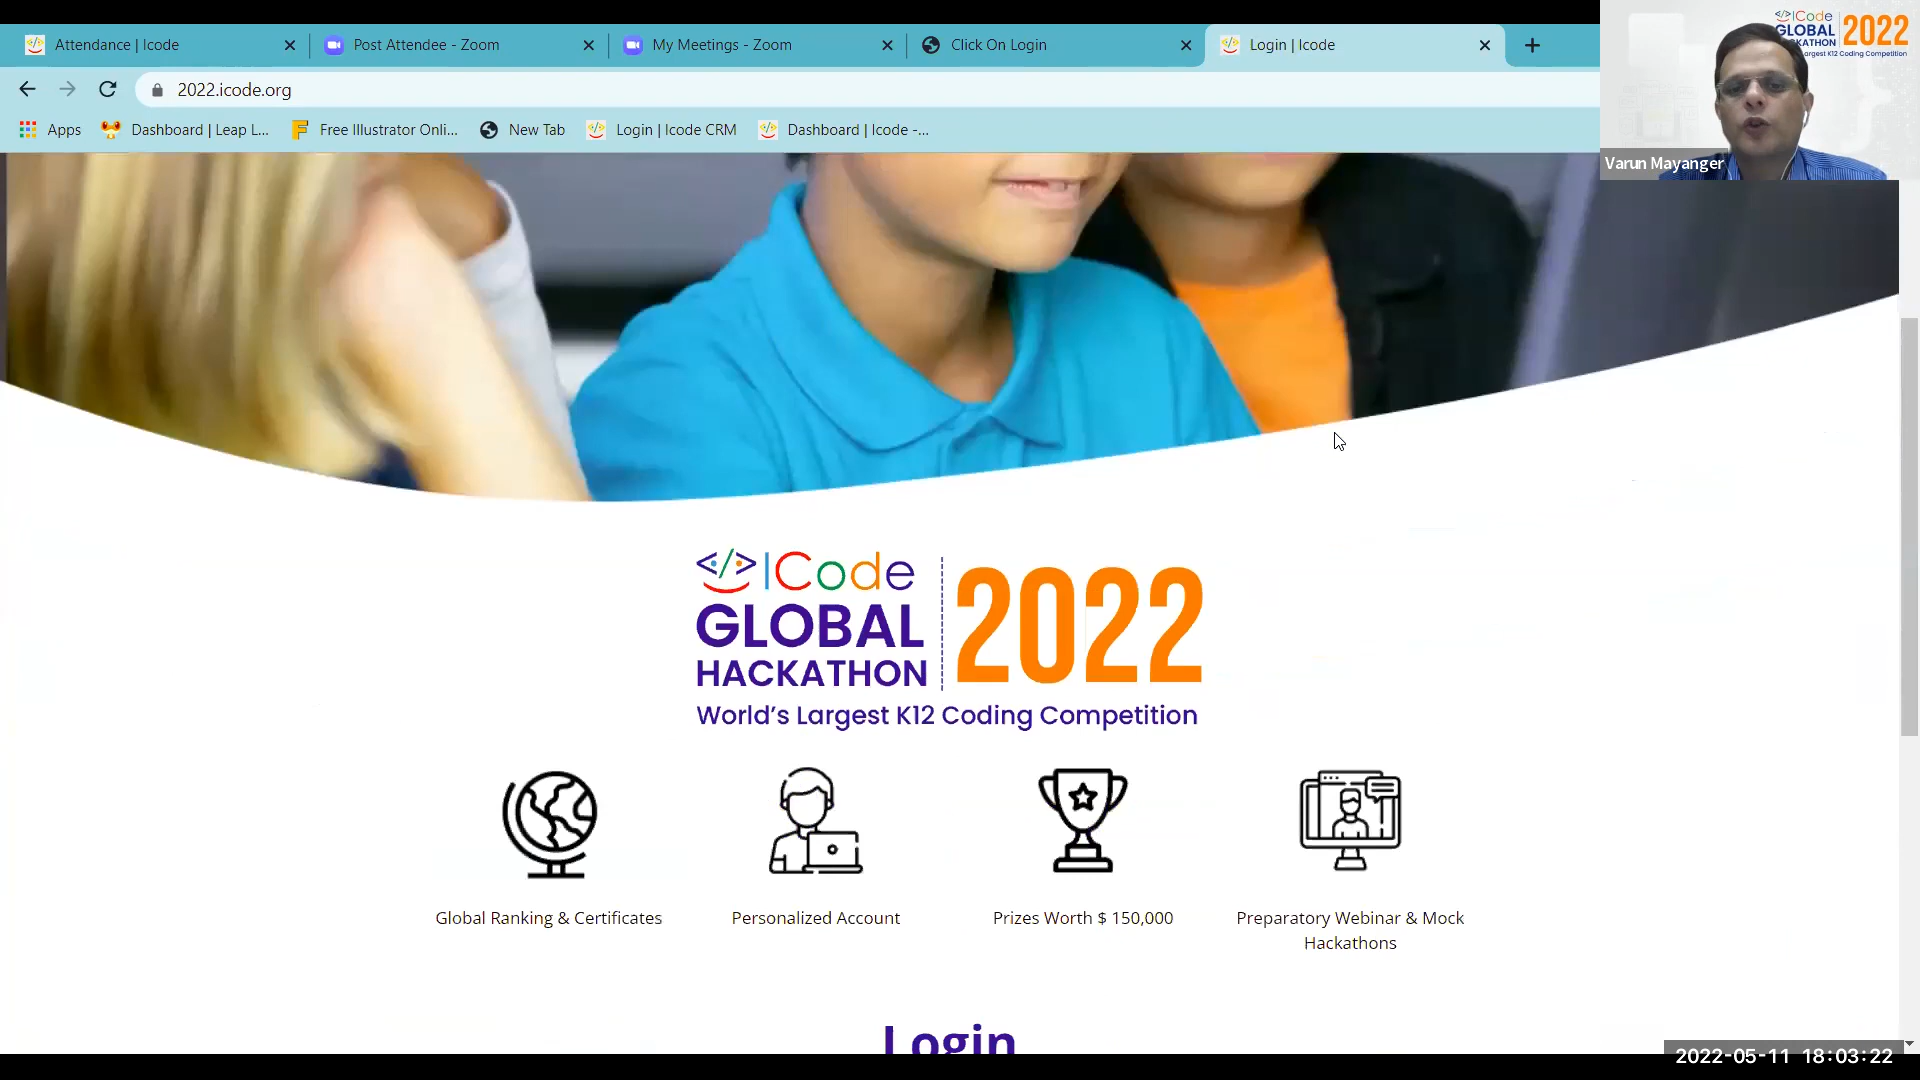 Attendance | Icode
Post Attendee - Zoom
My Meetings - Zoom
Click On Login
Login | Icode
2022.icode.org
Apps
Dashboard | Leap L...
Free Illustrator Onli...
New Tab
Login | Icode CRM
Dashboard | Icode -...
</>ICode
GLOBAL
2022
Largest K12 Coding Competition
Varun Mayanger
</>ICode
GLOBAL
HACKATHON
2022
World's Largest K12 Coding Competition
Global Ranking & Certificates
Personalized Account
Prizes Worth $ 150,000
Preparatory Webinar & Mock
Hackathons
Login
2022-05-11 18:03:22